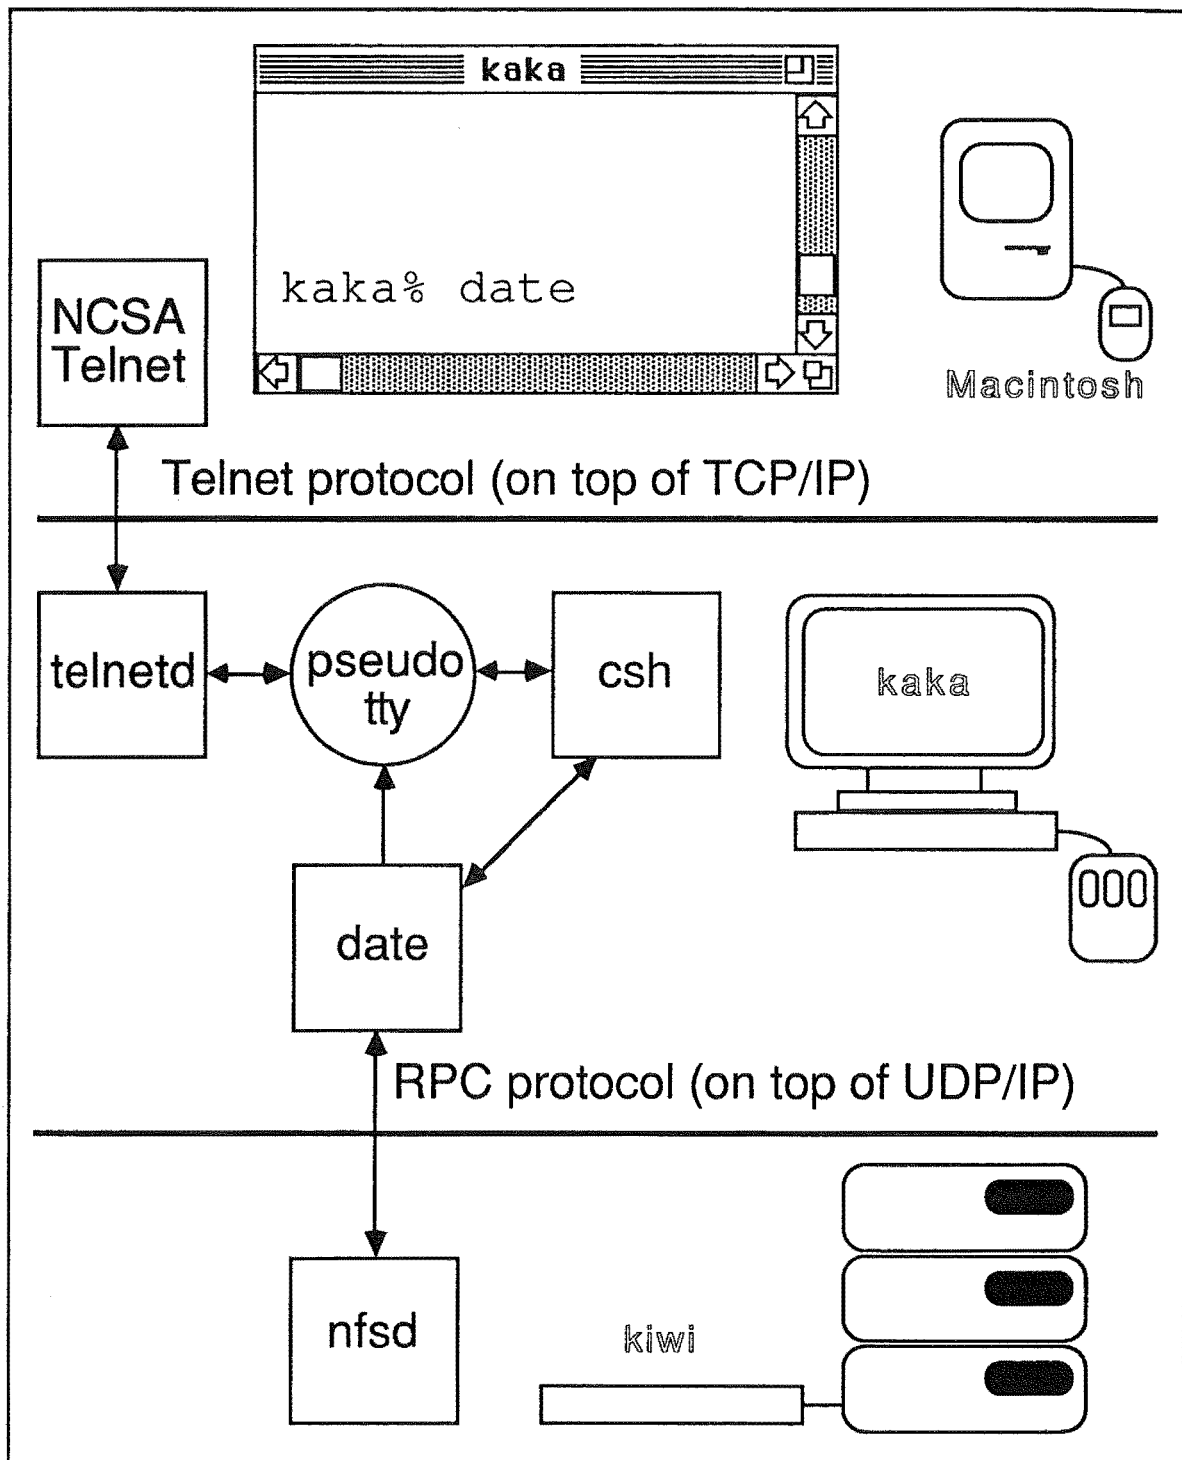 kaka
kaka% date
NCSA
Telnet
Macintosh
Telnet protocol (on top of TCP/IP)
telnetd
pseudo
tty
csh
kaka
date
RPC protocol (on top of UDP/IP)
nfsd
kiwi